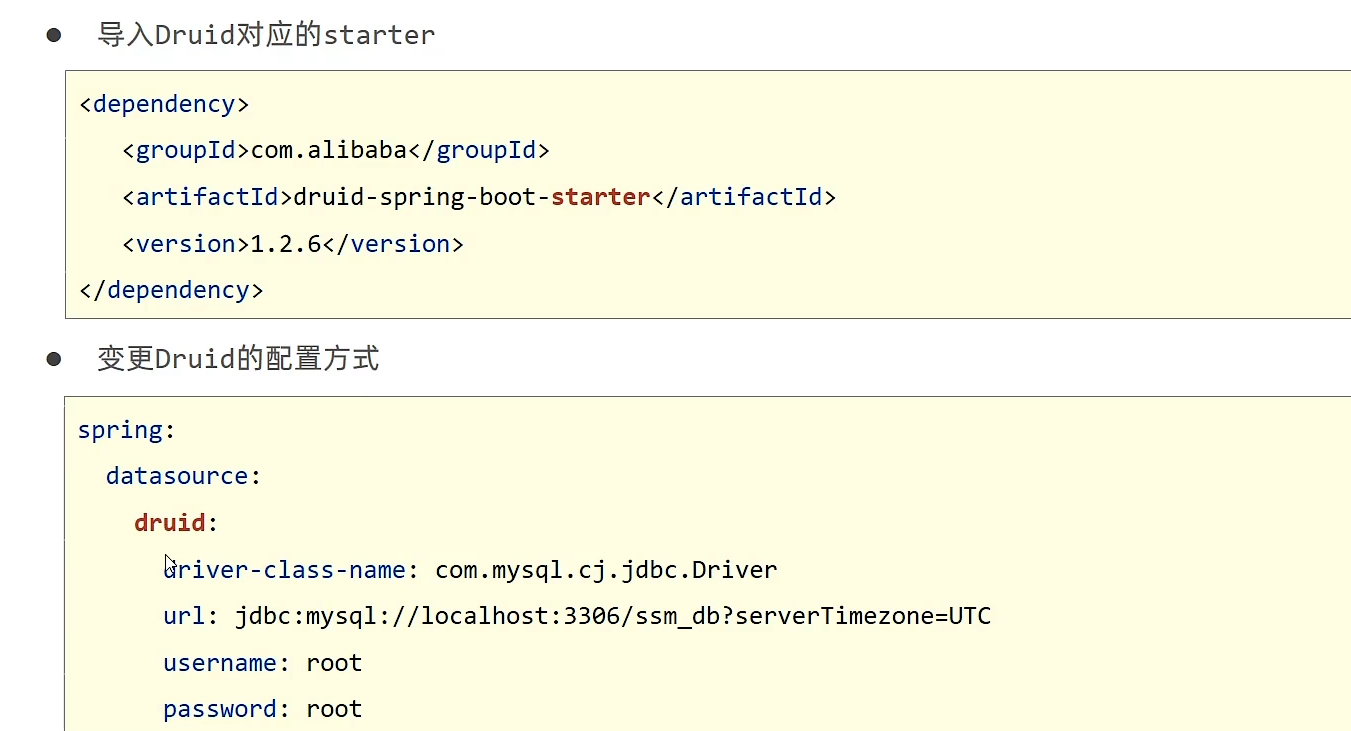 ● 导入Druid对应的starter
<dependency>
<groupId>com.alibaba</groupId>
<artifactId>druid-spring-boot-starter</artifactId>
<version>1.2.6</version>
</dependency>
● 变更Druid的配置方式
spring:
datasource:
druid:
driver-class-name: com.mysql.cj.jdbc.Driver
url: jdbc:mysql://localhost:3306/ssm_db?serverTimezone=UTC
username: root
password: root